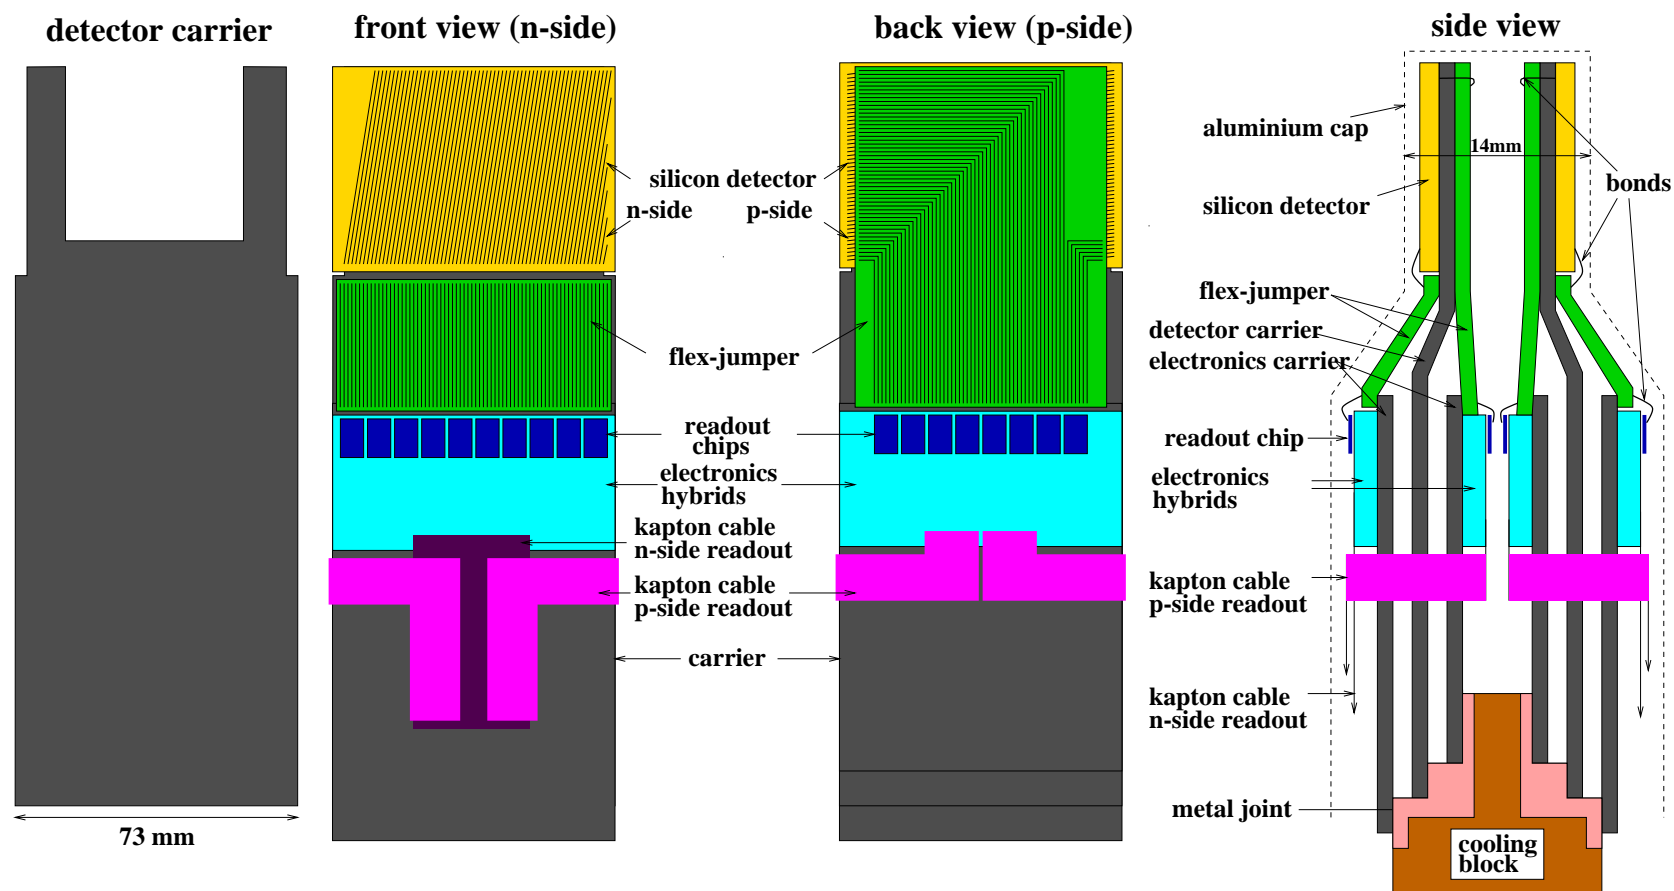 detector carrier
front view (n-side)
back view (p-side)
side view
aluminium cap
14mm
silicon detector
n-side
p-side
bonds
silicon detector
flex-jumper
flex-jumper
detector carrier
electronics carrier
readout
chips
readout chip
electronics
hybrids
electronics
hybrids
kapton cable
n-side readout
kapton cable
p-side readout
kapton cable
p-side readout
carrier
kapton cable
n-side readout
metal joint
73 mm
cooling
block